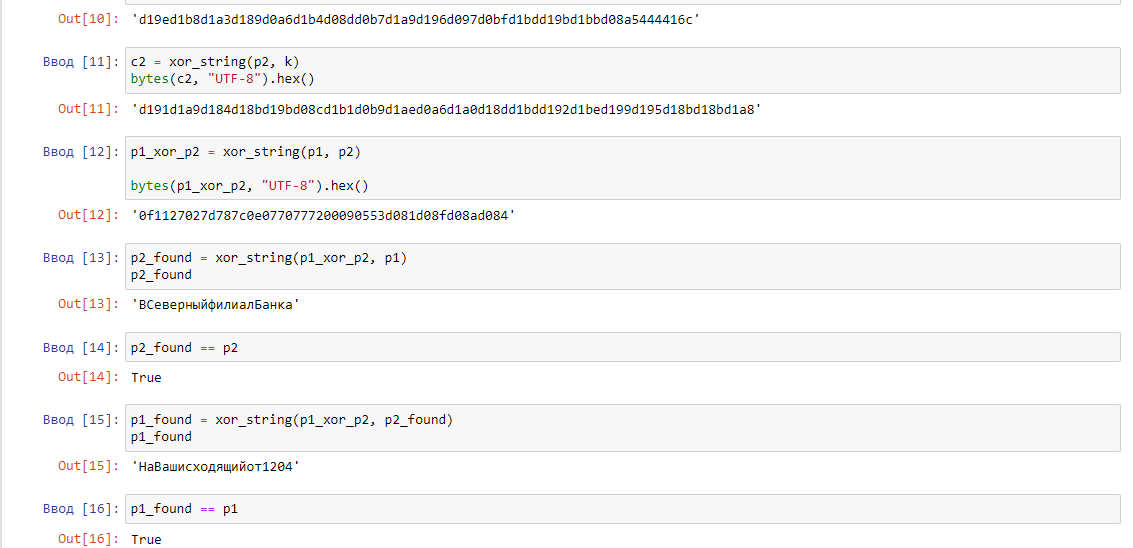 Out[10]: 'd19ed1b8d1a3d189d0a6d1b4d08dd0b7d1a9d196d097d0bfd1bdd19bd1bbd08a5444416c'
Ввод [11]: c2 = xor_string(p2, k)
bytes(c2, "UTF-8").hex()
Out[11]: 'd191d1a9d184d18bd19bd08cd1b1d0b9d1aed0a6d1a0d18dd1bdd192d1bed199d195d18bd18bd1a8'
Ввод [12]: p1_xor_p2 = xor_string(p1, p2)
bytes(p1_xor_p2, "UTF-8").hex()
Out[12]: '0f1127027d787c0e0770777200090553d081d08fd08ad084'
Ввод [13]: p2_found = xor_string(p1_xor_p2, p1)
p2_found
Out[13]: 'ВСеверныйфилиалБанка'
Ввод [14]: p2_found == p2
Out[14]: True
Ввод [15]: p1_found = xor_string(p1_xor_p2, p2_found)
p1_found
Out[15]: 'НаВашисходящийот1204'
Ввод [16]: p1_found == p1
Out[16]: True